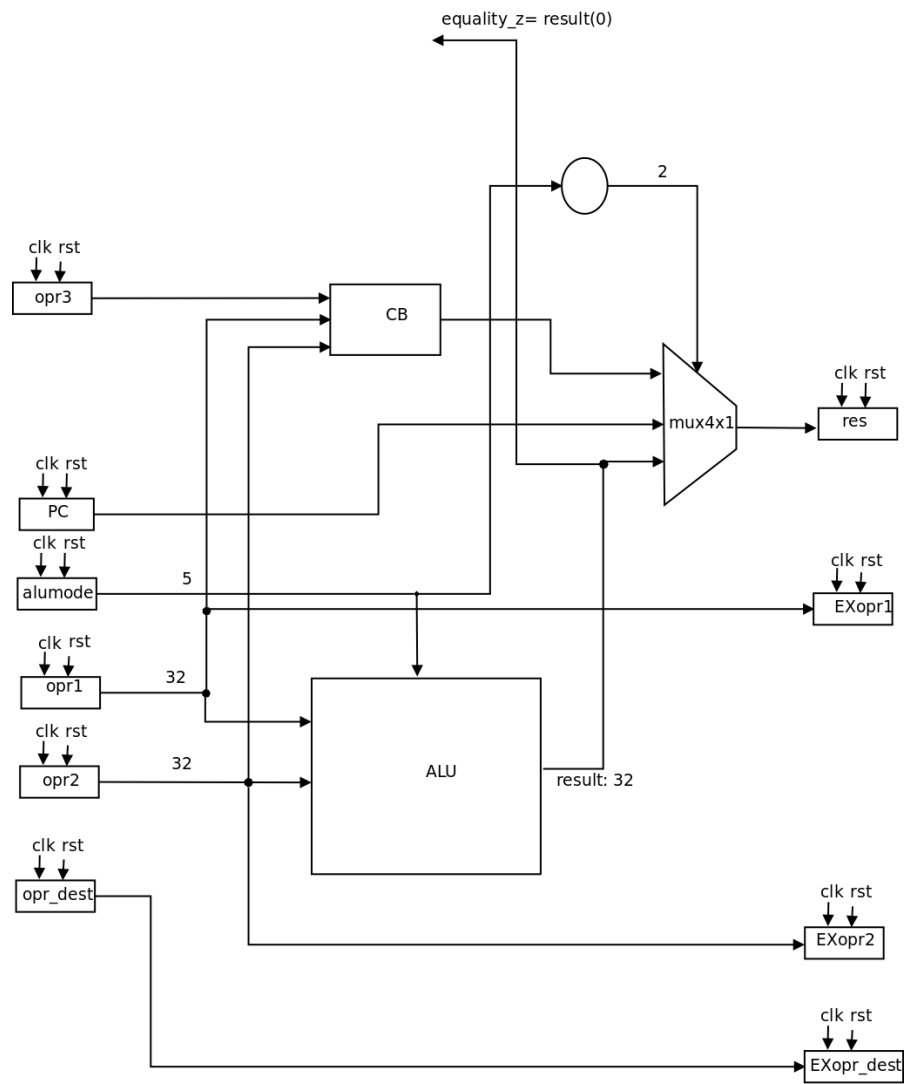 equality_z= result(0)
2
clk rst
opr3
CB
clk rst
mux4x1
res
clk rst
PC
clk rst
alumode
5
clk rst
EXopr1
clk rst
opr1
32
clk rst
opr2
32
ALU
result: 32
clk rst
opr_dest
clk rst
EXopr2
clk rst
EXopr_dest